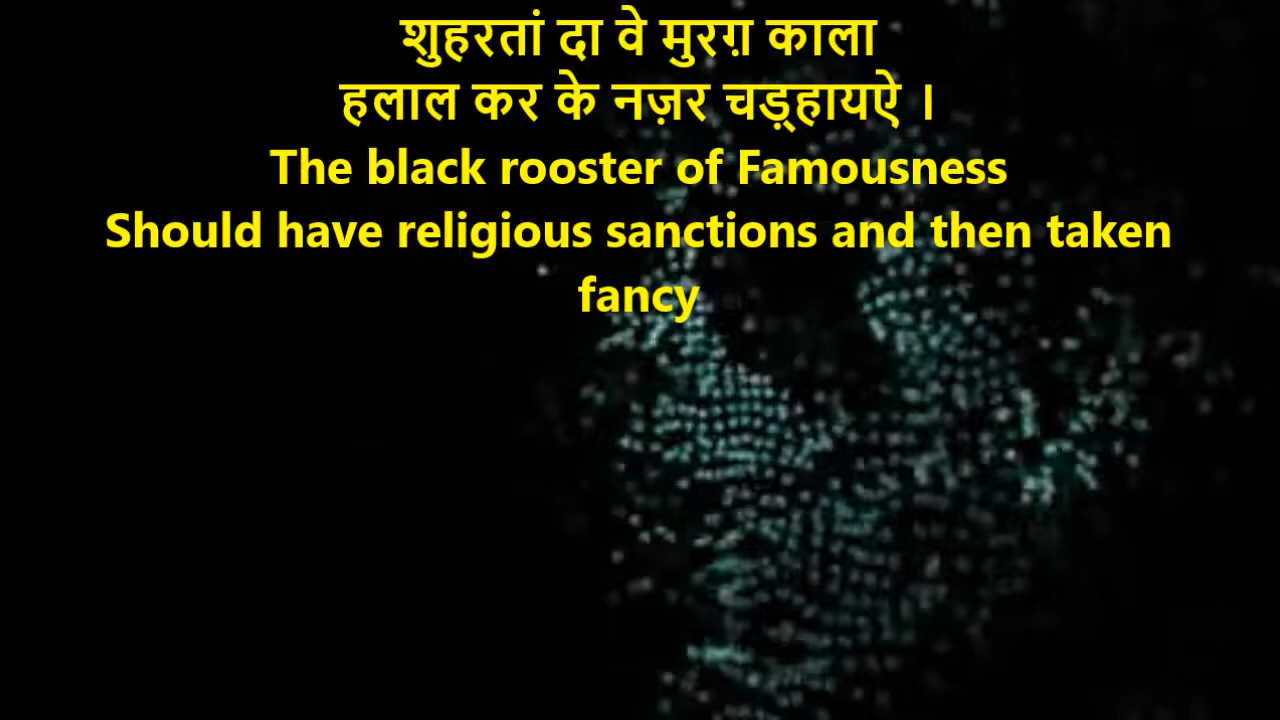 शुहरतां दा वे मुरग़ काला
हलाल कर के नज़र चड़्हायऐ ।
The black rooster of Famousness
Should have religious sanctions and then taken
fancy